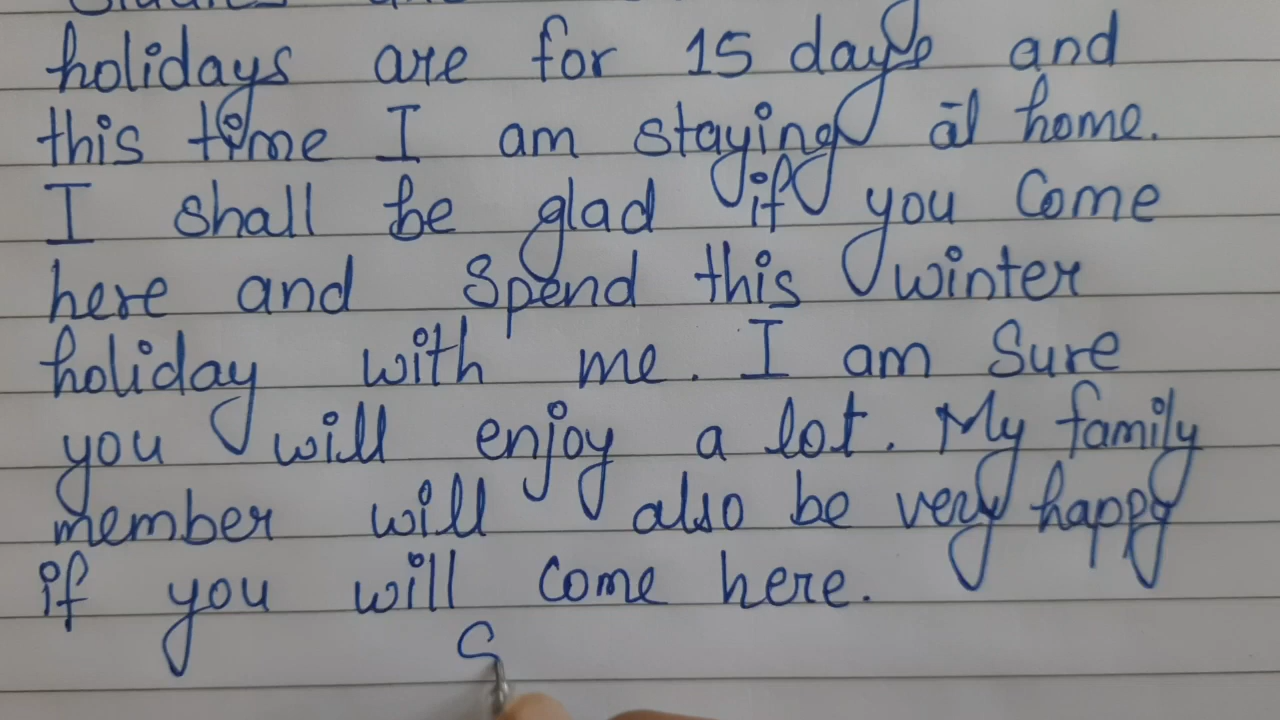 holidays are for 15 days and
this time I am staying at home.
I shall be glad if you Come
here and Spend this winter
holiday with me. I am Sure
you will enjoy a lot. My family
member will also be very happy
if you will come here.
S